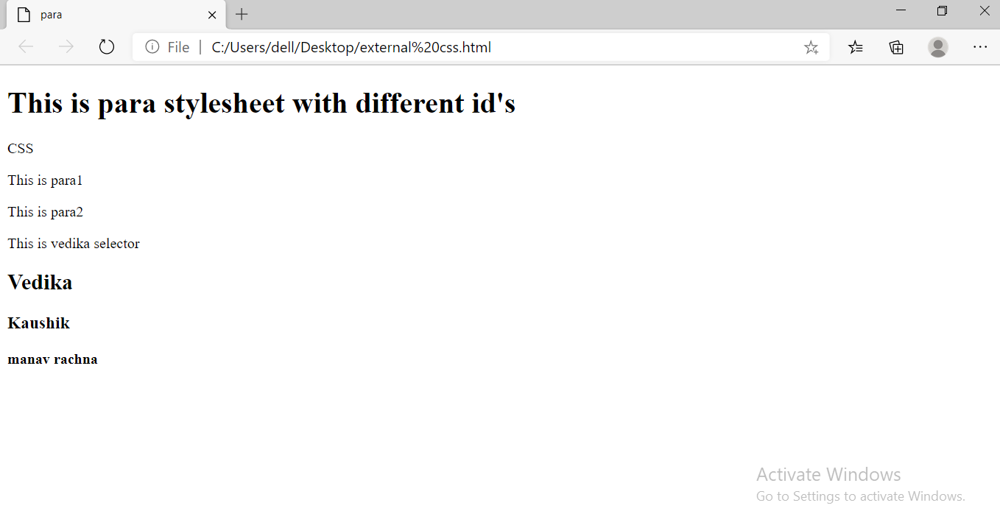 para
File | C:/Users/dell/Desktop/external%20css.html
This is para stylesheet with different id's
CSS
This is para1
This is para2
This is vedika selector
Vedika
Kaushik
manav rachna
Activate Windows
Go to Settings to activate Windows.